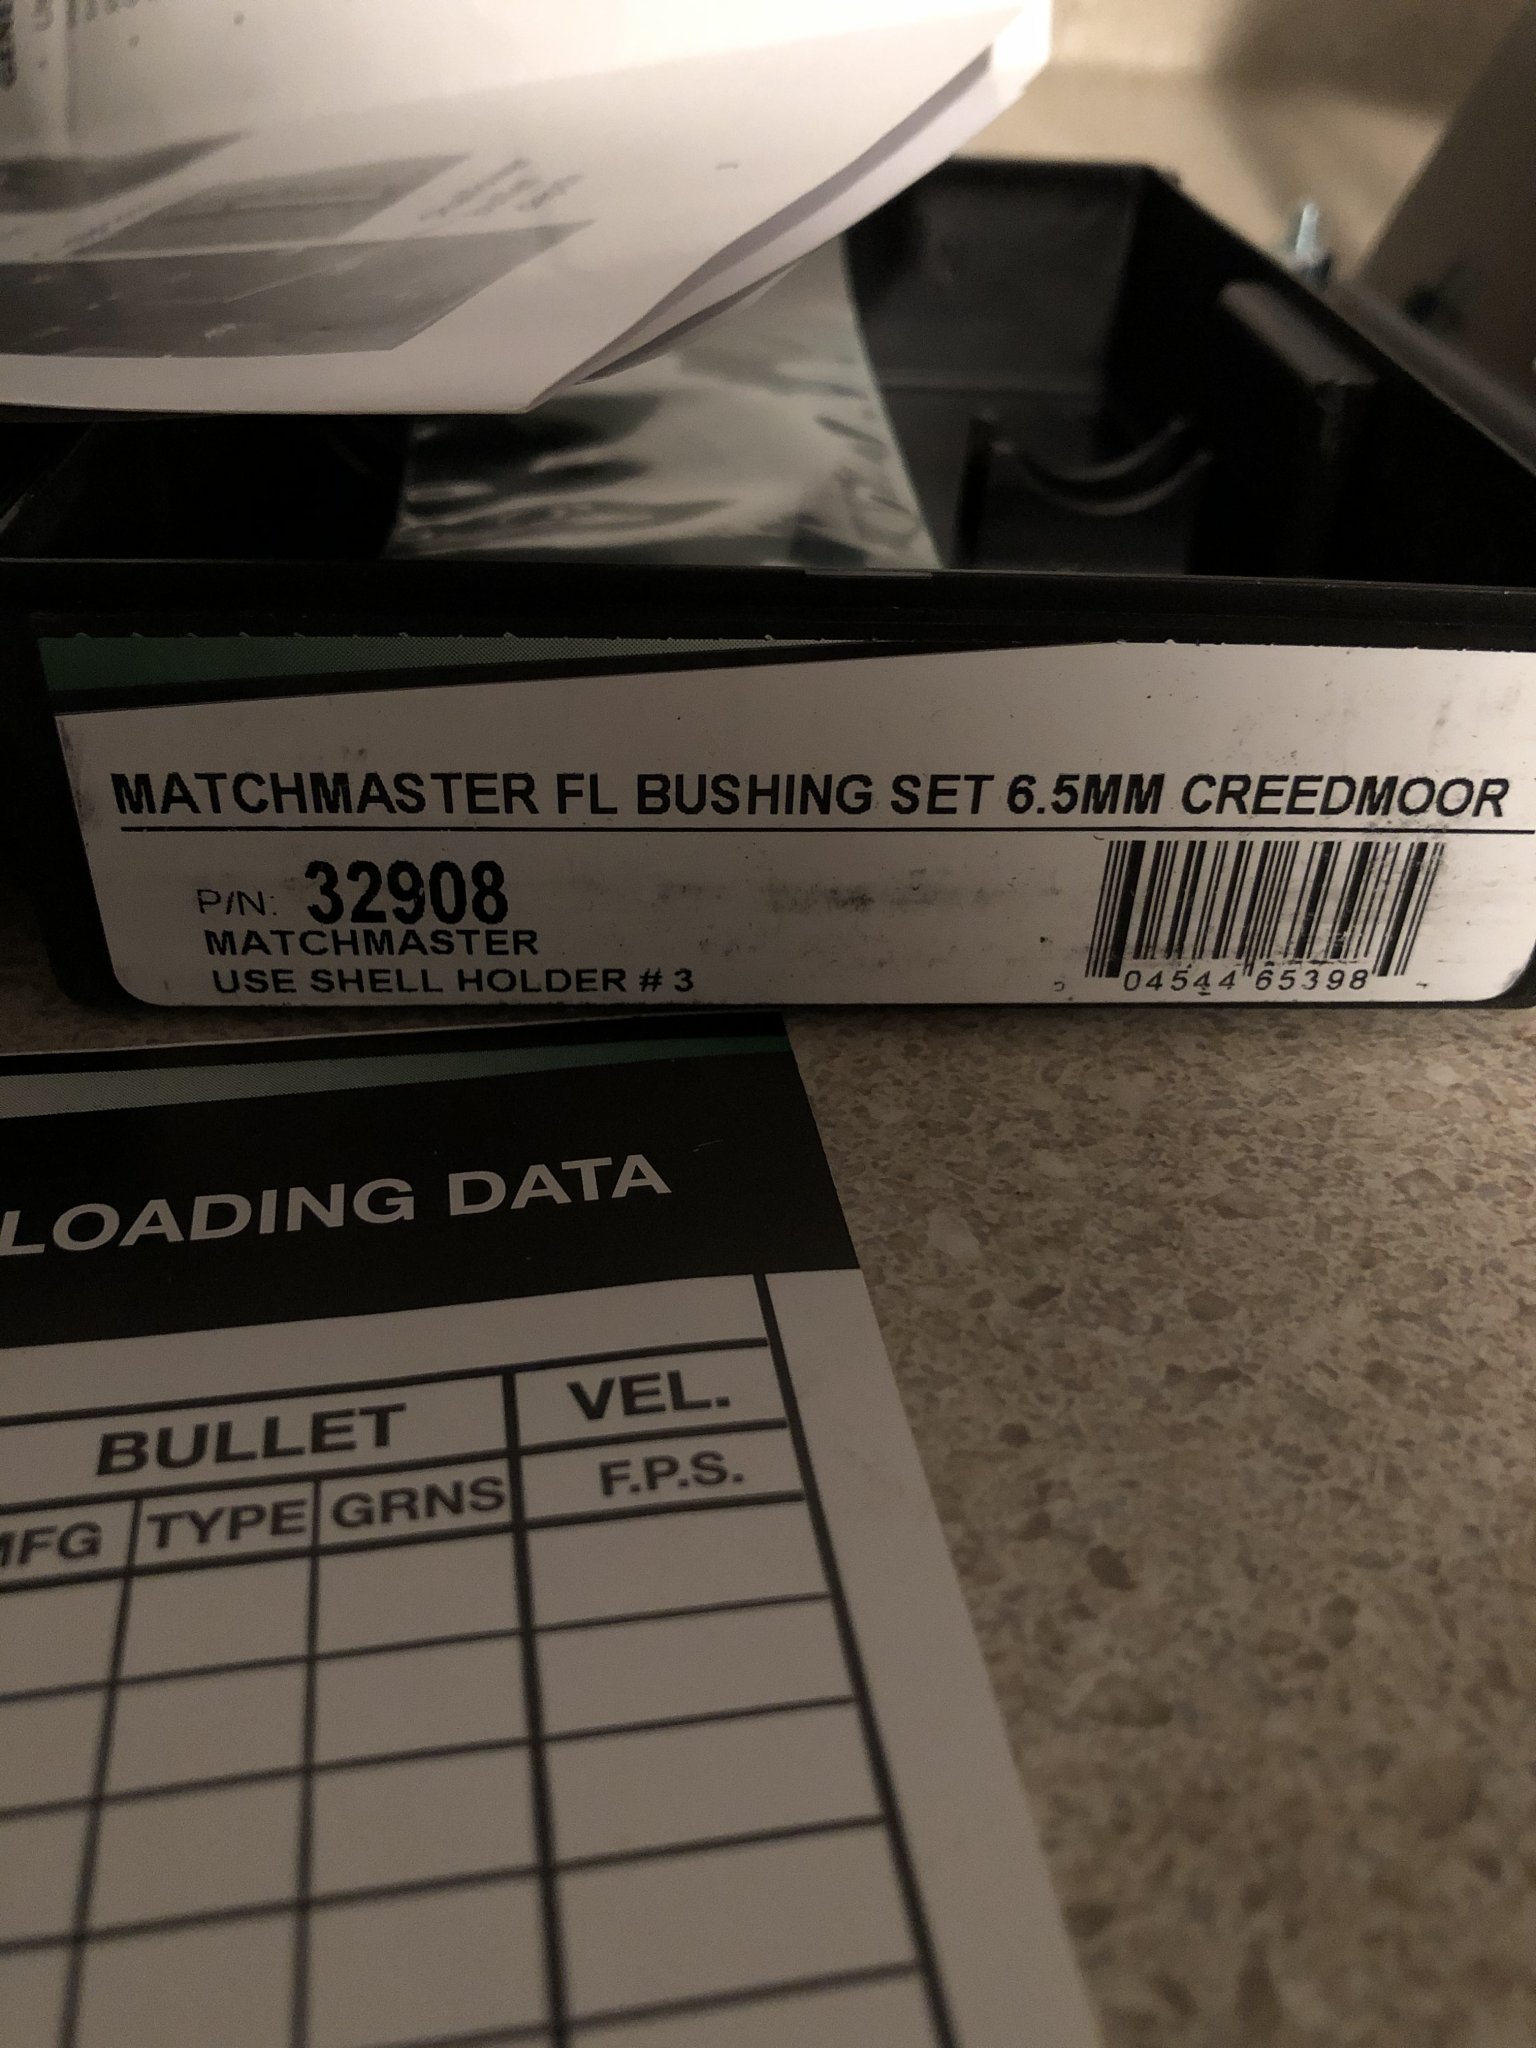 MATCHMASTER FL BUSHING SET 6.5MM CREEDMOOR
P/N: 32908
MATCHMASTER
USE SHELL HOLDER # 3
04544 65398
LOADING DATA
BULLET VEL.
MFG TYPE GRNS F.P.S.